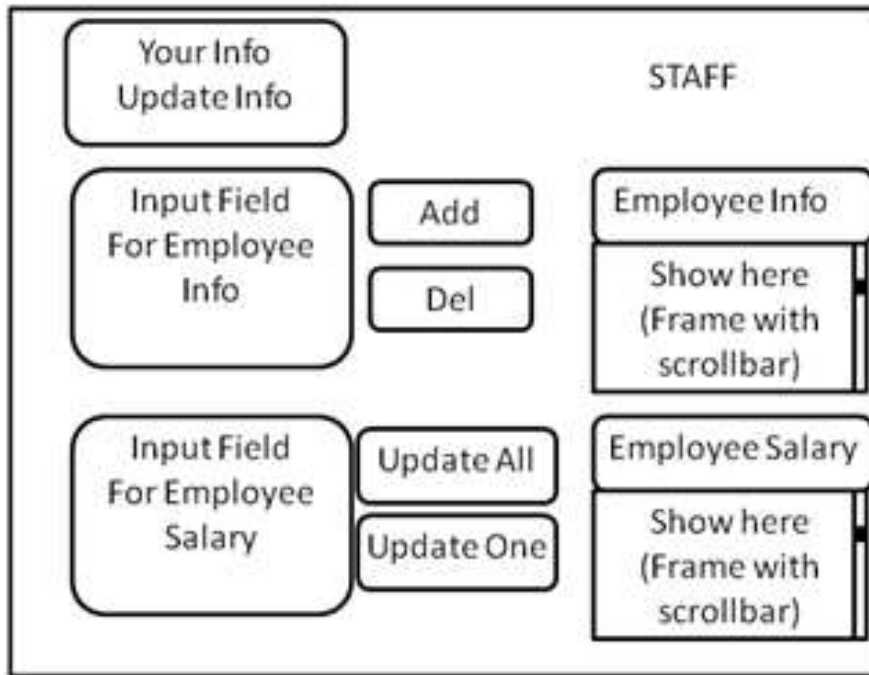 Your Info
Update Info
STAFF
Input Field
For Employee
Info
Add
Del
Employee Info
Show here
(Frame with
scrollbar)
Input Field
For Employee
Salary
Update All
Update One
Employee Salary
Show here
(Frame with
scrollbar)